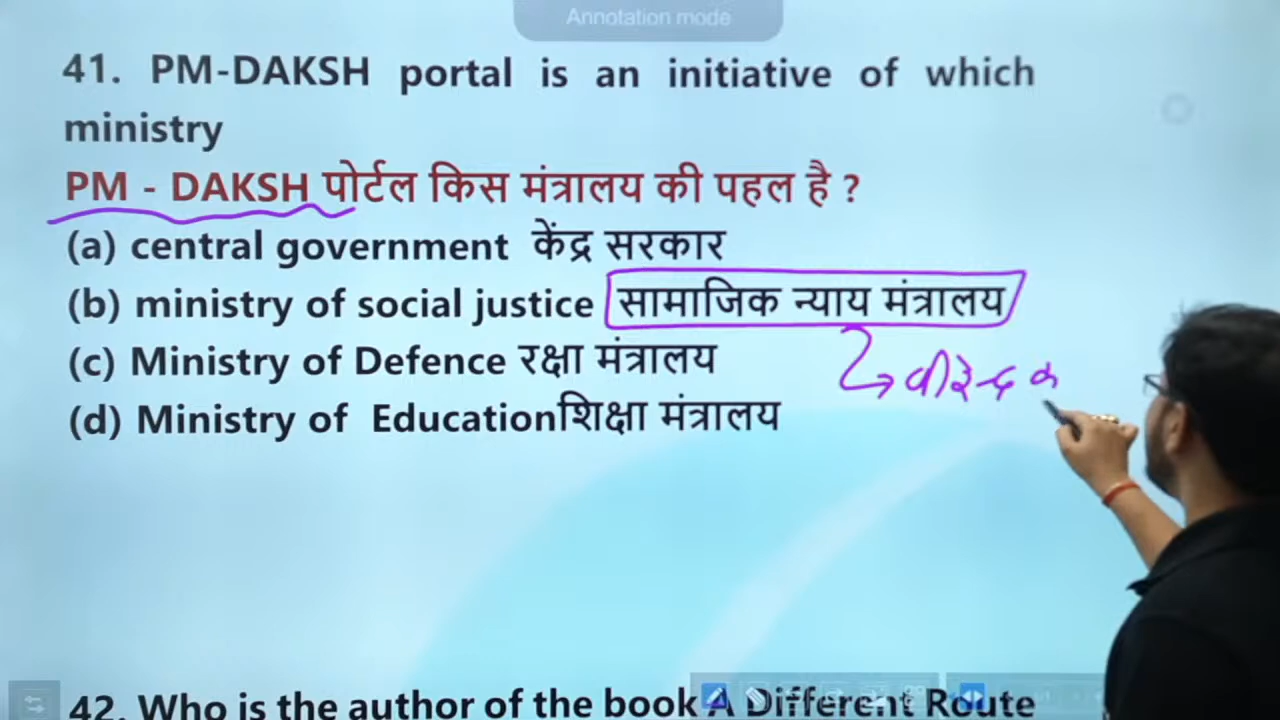 Annotation mode
41. PM-DAKSH portal is an initiative of which
ministry
PM - DAKSH पोर्टल किस मंत्रालय की पहल है ?
(a) central government केंद्र सरकार
(b) ministry of social justice सामाजिक न्याय मंत्रालय
(c) Ministry of Defence रक्षा मंत्रालय
(d) Ministry of Educationशिक्षा मंत्रालय
42. Who is the author of the book A Different Route